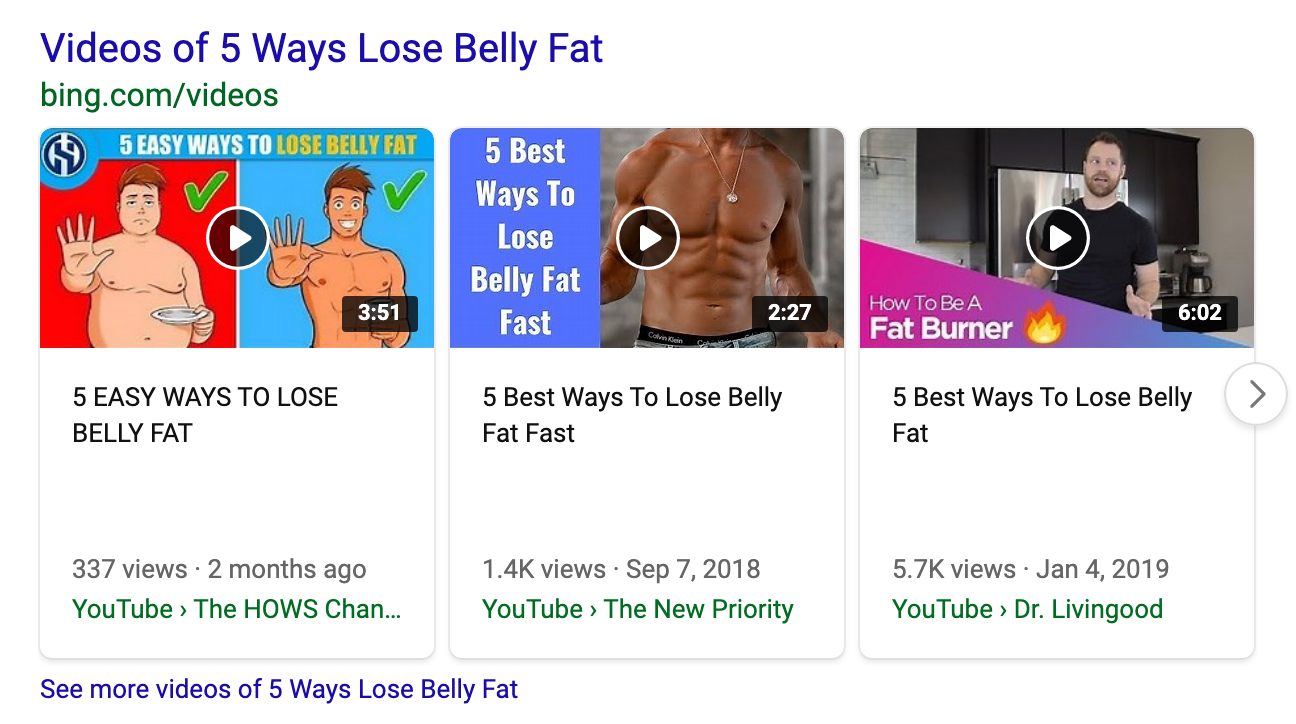 Videos of 5 Ways Lose Belly Fat
bing.com/videos
5 EASY WAYS TO LOSE BELLY FAT
3:51
5 EASY WAYS TO LOSE
BELLY FAT
337 views · 2 months ago
YouTube › The HOWS Chan...
5 Best
Ways To
Lose
Belly Fat
Fast
Calvin Klein
2:27
5 Best Ways To Lose Belly
Fat Fast
1.4K views · Sep 7, 2018
YouTube › The New Priority
How To Be A
Fat Burner
6:02
5 Best Ways To Lose Belly
Fat
5.7K views · Jan 4, 2019
YouTube › Dr. Livingood
See more videos of 5 Ways Lose Belly Fat